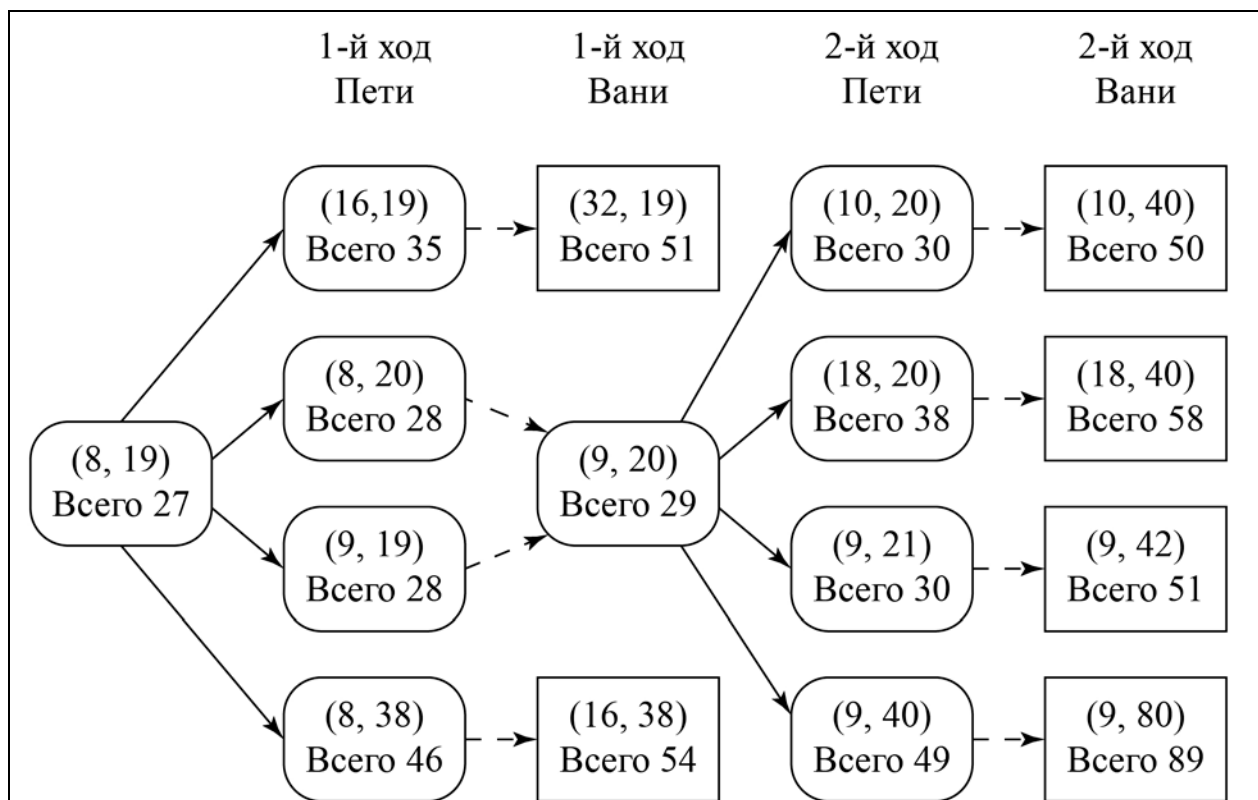 1-й ход
Пети
1-й ход
Вани
2-й ход
Пети
2-й ход
Вани
(16,19)
Всего 35
(32, 19)
Всего 51
(10, 20)
Всего 30
(10, 40)
Всего 50
(8, 20)
Всего 28
(18, 20)
Всего 38
(18, 40)
Всего 58
(8, 19)
Всего 27
(9, 20)
Всего 29
(9, 19)
Всего 28
(9, 21)
Всего 30
(9, 42)
Всего 51
(8, 38)
Всего 46
(16, 38)
Всего 54
(9, 40)
Всего 49
(9, 80)
Всего 89